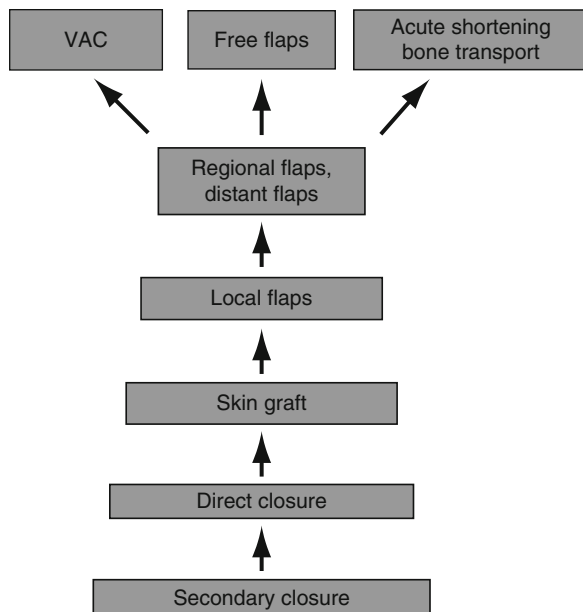 VAC
Free flaps
Acute shortening
bone transport
Regional flaps,
distant flaps
Local flaps
Skin graft
Direct closure
Secondary closure